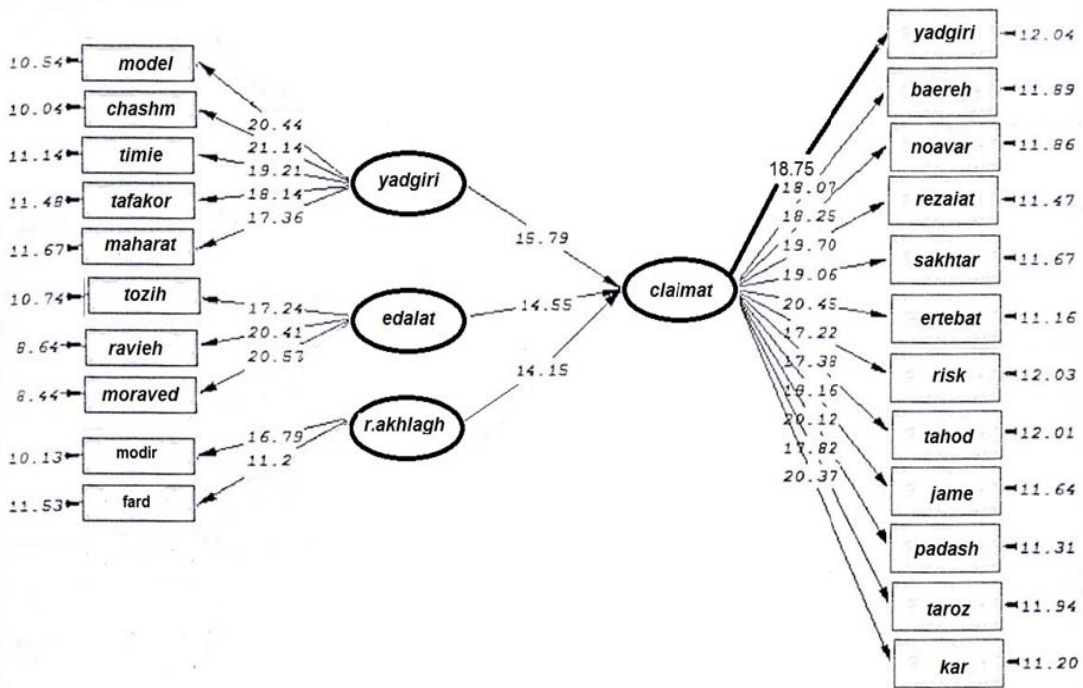 10.54
model
10.04
chashm
11.14
timie
11.48
tafakor
11.67
maharat
10.74
tozih
8.64
ravieh
8.44
moraved
10.13
modir
11.53
fard
20.44
21.14
19.21
18.14
17.36
17.24
20.41
20.57
16.79
11.2
yadgiri
edalat
r.akhlagh
15.79
14.55
14.15
claimat
18.75
18.07
18.25
19.70
19.06
20.45
17.22
17.38
18.16
20.12
17.82
20.37
yadgiri
12.04
baereh
11.89
noavar
11.86
rezaiat
11.47
sakhtar
11.67
ertebat
11.16
risk
12.03
tahod
12.01
jame
11.64
padash
11.31
taroz
11.94
kar
11.20